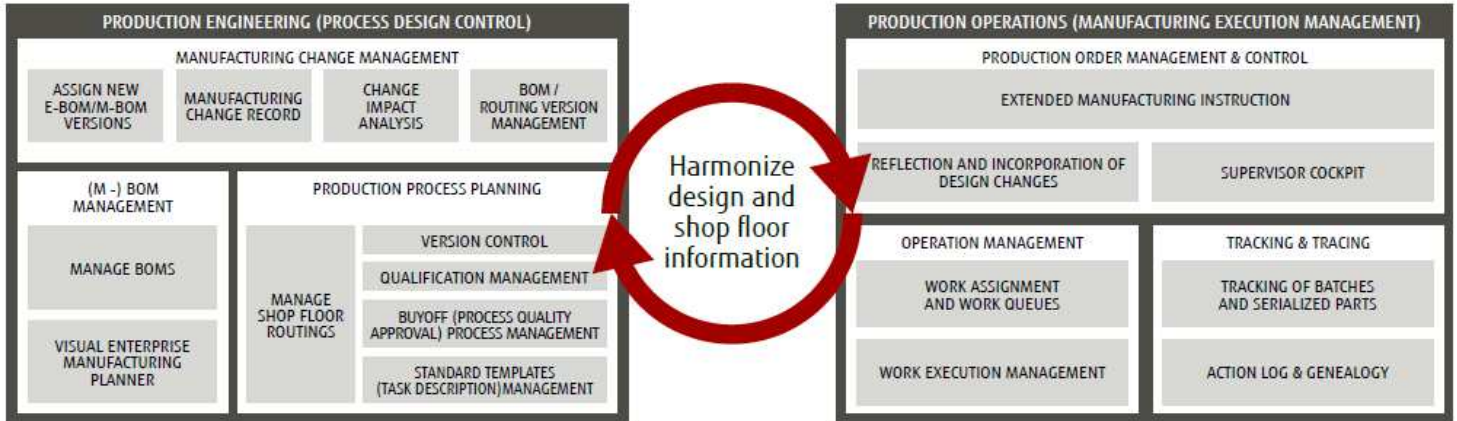 PRODUCTION ENGINEERING (PROCESS DESIGN CONTROL)
MANUFACTURING CHANGE MANAGEMENT
ASSIGN NEW
E-BOM/M-BOM
VERSIONS
MANUFACTURING
CHANGE RECORD
CHANGE
IMPACT
ANALYSIS
BOM /
ROUTING VERSION
MANAGEMENT
(M -) BOM
MANAGEMENT
MANAGE BOMS
VISUAL ENTERPRISE
MANUFACTURING
PLANNER
PRODUCTION PROCESS PLANNING
MANAGE
SHOP FLOOR
ROUTINGS
VERSION CONTROL
QUALIFICATION MANAGEMENT
BUYOFF (PROCESS QUALITY
APPROVAL) PROCESS MANAGEMENT
STANDARD TEMPLATES
(TASK DESCRIPTION)MANAGEMENT
Harmonize
design and
shop floor
information
PRODUCTION OPERATIONS (MANUFACTURING EXECUTION MANAGEMENT)
PRODUCTION ORDER MANAGEMENT & CONTROL
EXTENDED MANUFACTURING INSTRUCTION
REFLECTION AND INCORPORATION OF
DESIGN CHANGES
SUPERVISOR COCKPIT
OPERATION MANAGEMENT
WORK ASSIGNMENT
AND WORK QUEUES
WORK EXECUTION MANAGEMENT
TRACKING & TRACING
TRACKING OF BATCHES
AND SERIALIZED PARTS
ACTION LOG & GENEALOGY